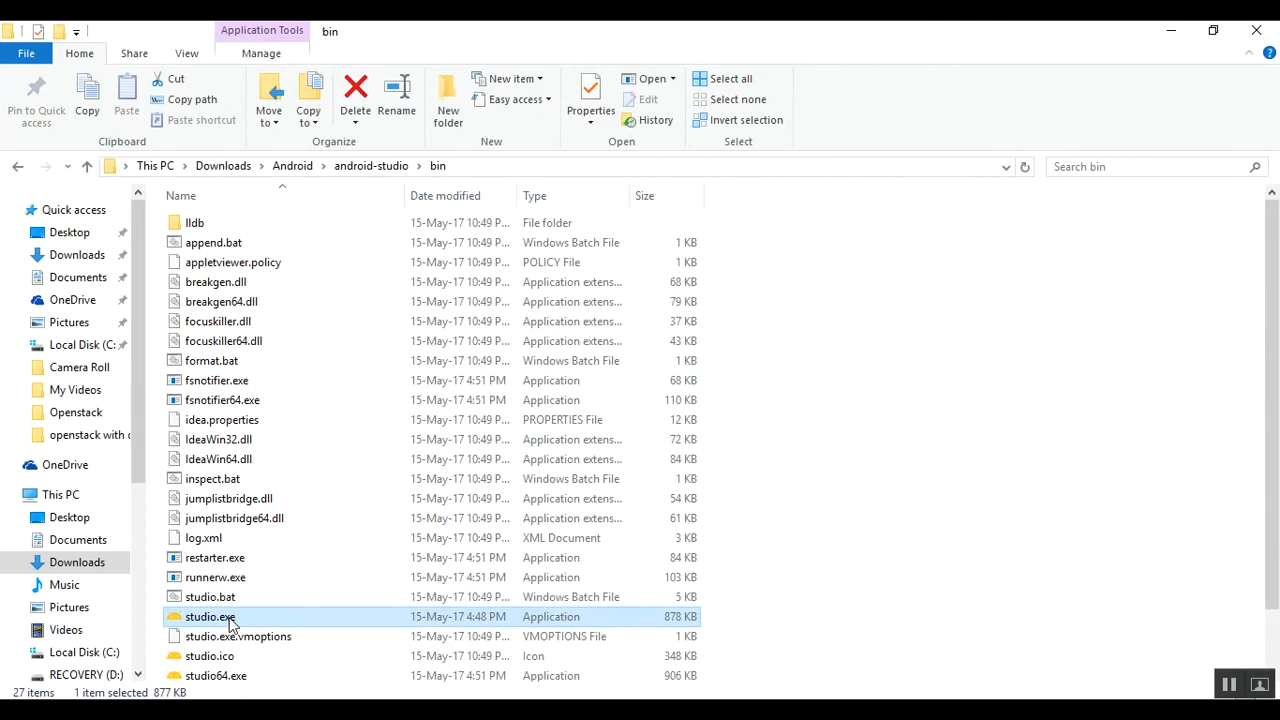 Application Tools bin
File Home Share View Manage
Pin to Quick access
Copy
Paste
Cut
Copy path
Paste shortcut
Clipboard
Move to
Copy to
Delete
Rename
Organize
New folder
New item
Easy access
New
Properties
Open
Edit
History
Open
Select all
Select none
Invert selection
Select
This PC Downloads Android android-studio bin Search bin
Quick access
Desktop
Downloads
Documents
OneDrive
Pictures
Local Disk (C:
Camera Roll
My Videos
Openstack
openstack with
OneDrive
This PC
Desktop
Documents
Downloads
Music
Pictures
Videos
Local Disk (C:)
RECOVERY (D:)
Name Date modified Type Size
lldb 15-May-17 10:49 P... File folder
append.bat 15-May-17 10:49 P... Windows Batch File 1 KB
appletviewer.policy 15-May-17 10:49 P... POLICY File 1 KB
breakgen.dll 15-May-17 10:49 P... Application extens... 68 KB
breakgen64.dll 15-May-17 10:49 P... Application extens... 79 KB
focuskiller.dll 15-May-17 10:49 P... Application extens... 37 KB
focuskiller64.dll 15-May-17 10:49 P... Application extens... 43 KB
format.bat 15-May-17 10:49 P... Windows Batch File 1 KB
fsnotifier.exe 15-May-17 4:51 PM Application 68 KB
fsnotifier64.exe 15-May-17 4:51 PM Application 110 KB
idea.properties 15-May-17 10:49 P... PROPERTIES File 12 KB
IdeaWin32.dll 15-May-17 10:49 P... Application extens... 72 KB
IdeaWin64.dll 15-May-17 10:49 P... Application extens... 84 KB
inspect.bat 15-May-17 10:49 P... Windows Batch File 1 KB
jumplistbridge.dll 15-May-17 10:49 P... Application extens... 54 KB
jumplistbridge64.dll 15-May-17 10:49 P... Application extens... 61 KB
log.xml 15-May-17 10:49 P... XML Document 3 KB
restarter.exe 15-May-17 4:51 PM Application 84 KB
runnerw.exe 15-May-17 4:51 PM Application 103 KB
studio.bat 15-May-17 10:49 P... Windows Batch File 5 KB
studio.exe 15-May-17 4:48 PM Application 878 KB
studio.exe.vmoptions 15-May-17 10:49 P... VMOPTIONS File 1 KB
studio.ico 15-May-17 10:49 P... Icon 348 KB
studio64.exe 15-May-17 4:51 PM Application 906 KB
27 items 1 item selected 877 KB